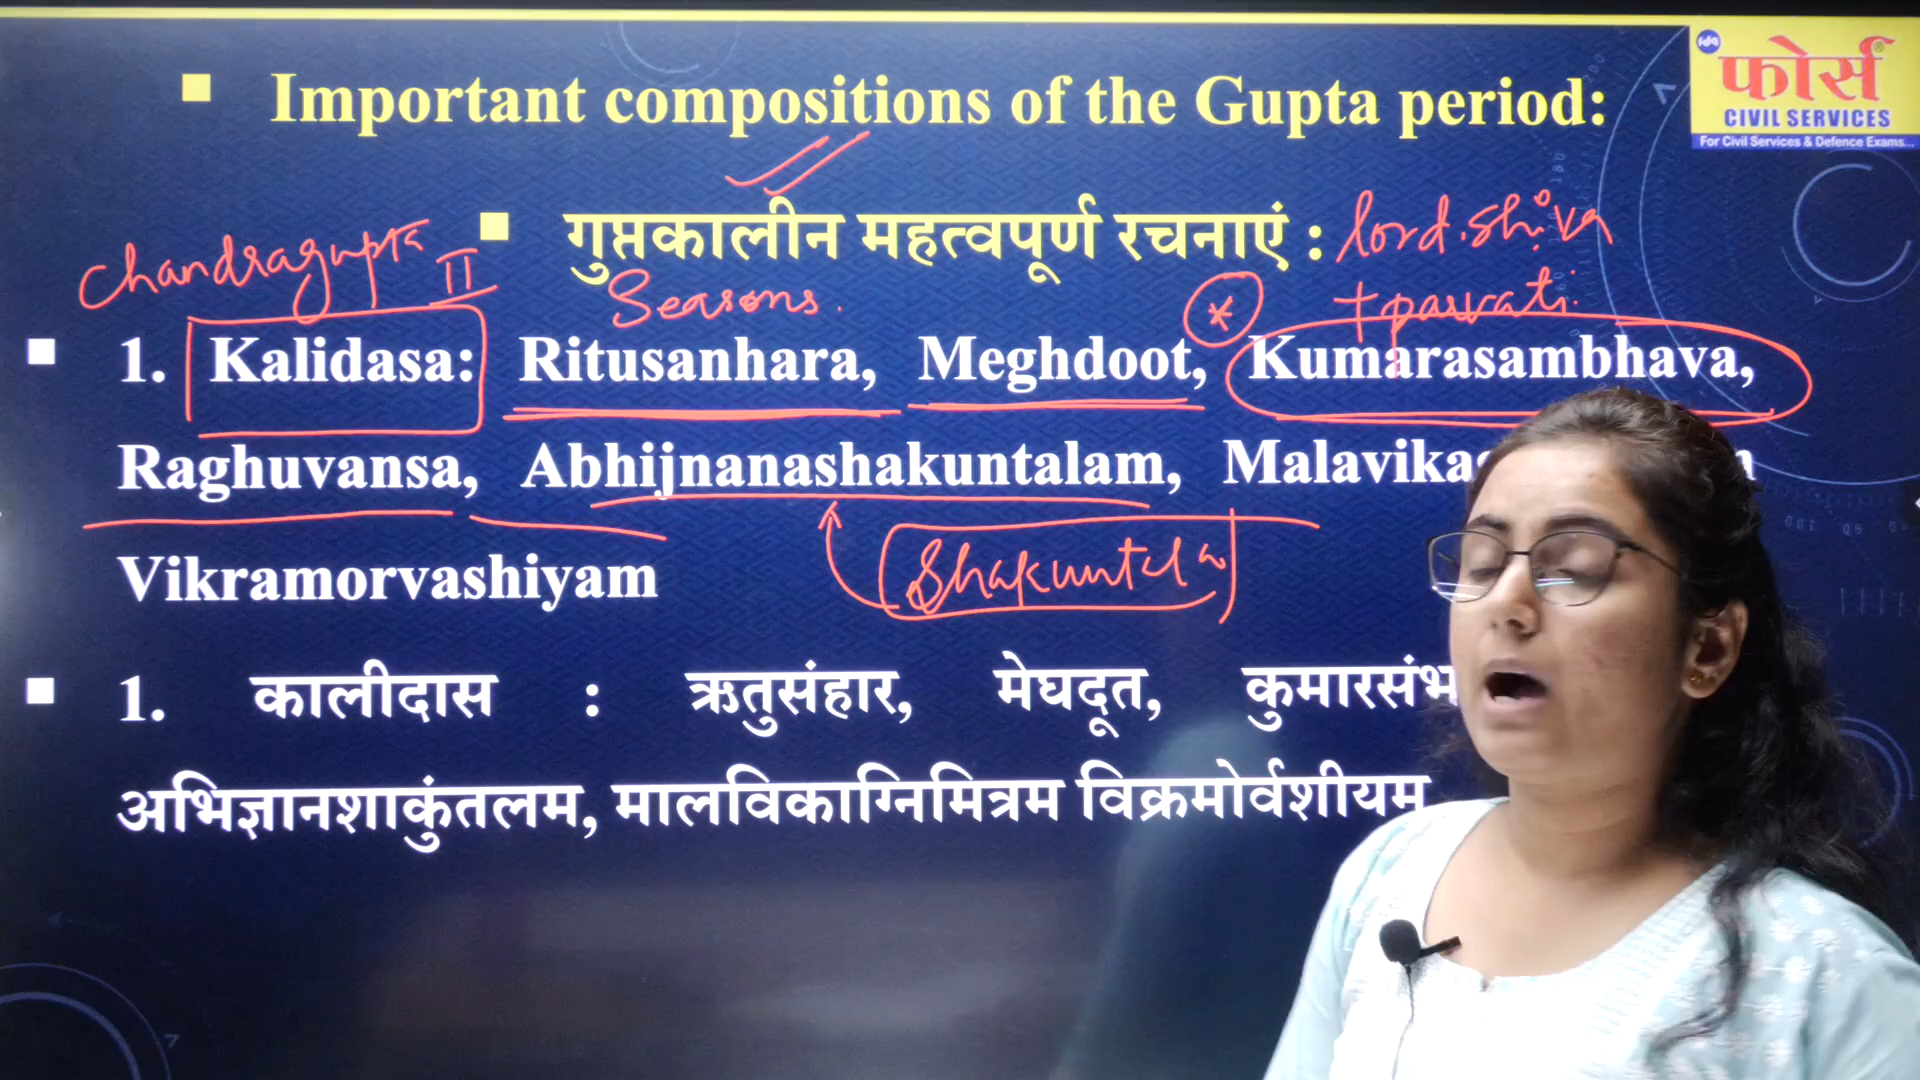 Important compositions of the Gupta period:
फोर्स
CIVIL SERVICES
For Civil Services & Defence Exams...
गुप्तकालीन महत्वपूर्ण रचनाएं :
lord.shiva
+ parvati.
Chandragupta II
Seasons.
1. Kalidasa: Ritusanhara, Meghdoot, Kumarasambhava,
Raghuvansa, Abhijnanashakuntalam,
Shakuntala
Vikramorvashiyam
1. कालीदास : ऋतुसंहार, मेघदूत,
अभिज्ञानशाकुंतलम, मालविकाग्निमित्रम विक्रमोर्वशीयम